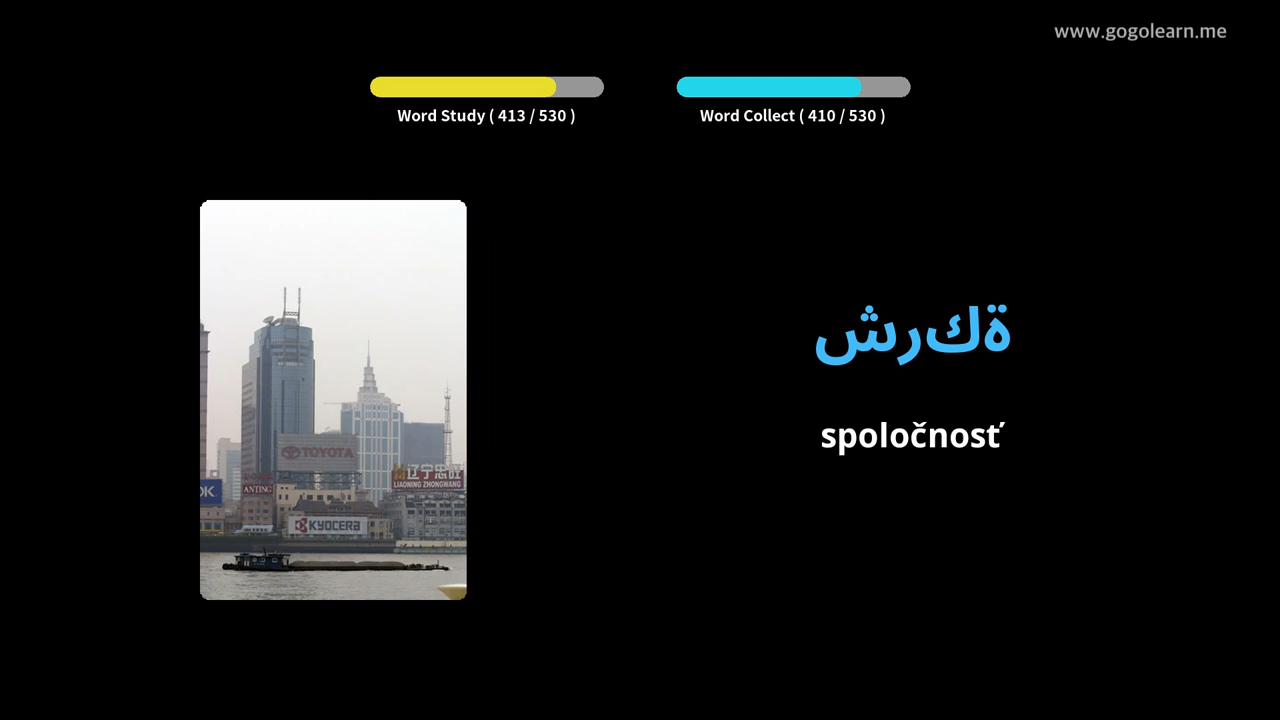 www.gogolearn.me
Word Study ( 413 / 530 )
Word Collect ( 410 / 530 )
شركة
spoločnosť
TOYOTA
辽宁忠旺
LIAONING ZHONGWANG
ANTING
OK
KYOCERA